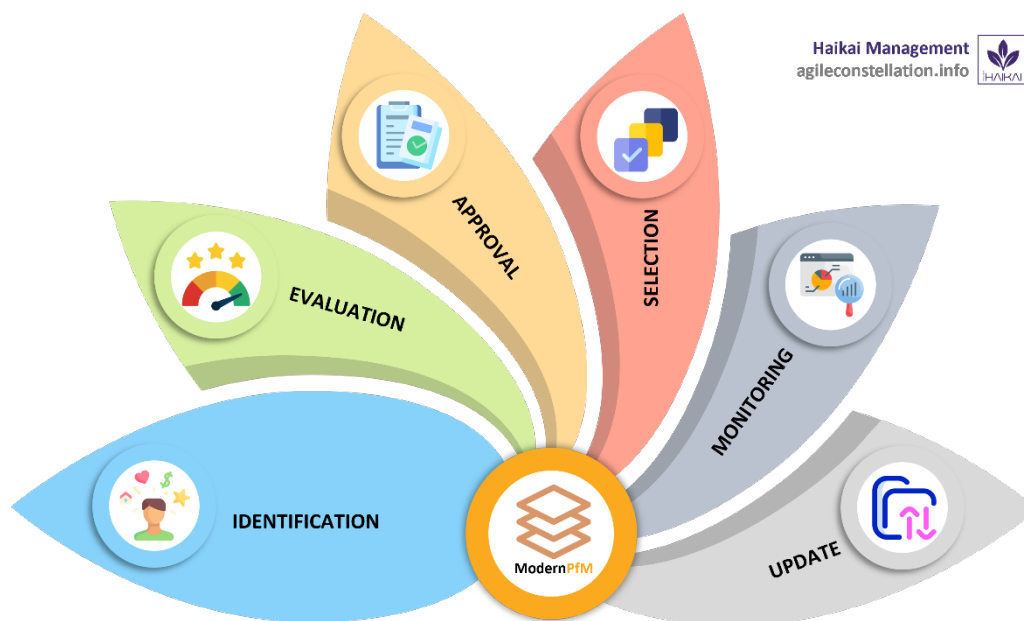 Haikai Management
agileconstellation.info
HAIKAI
APPROVAL
SELECTION
EVALUATION
MONITORING
IDENTIFICATION
UPDATE
ModernPfM